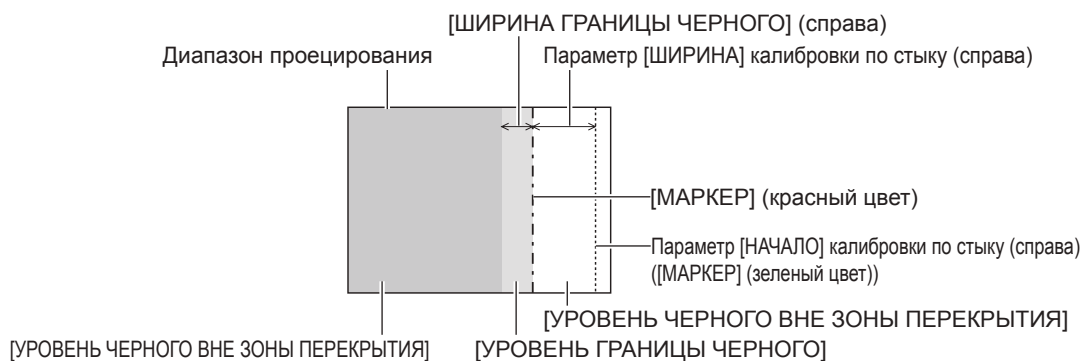 [ШИРИНА ГРАНИЦЫ ЧЕРНОГО] (справа)
Диапазон проецирования
Параметр [ШИРИНА] калибровки по стыку (справа)
[МАРКЕР] (красный цвет)
Параметр [НАЧАЛО] калибровки по стыку (справа)
([МАРКЕР] (зеленый цвет))
[УРОВЕНЬ ЧЕРНОГО ВНЕ ЗОНЫ ПЕРЕКРЫТИЯ]
[УРОВЕНЬ ЧЕРНОГО ВНЕ ЗОНЫ ПЕРЕКРЫТИЯ]
[УРОВЕНЬ ГРАНИЦЫ ЧЕРНОГО]